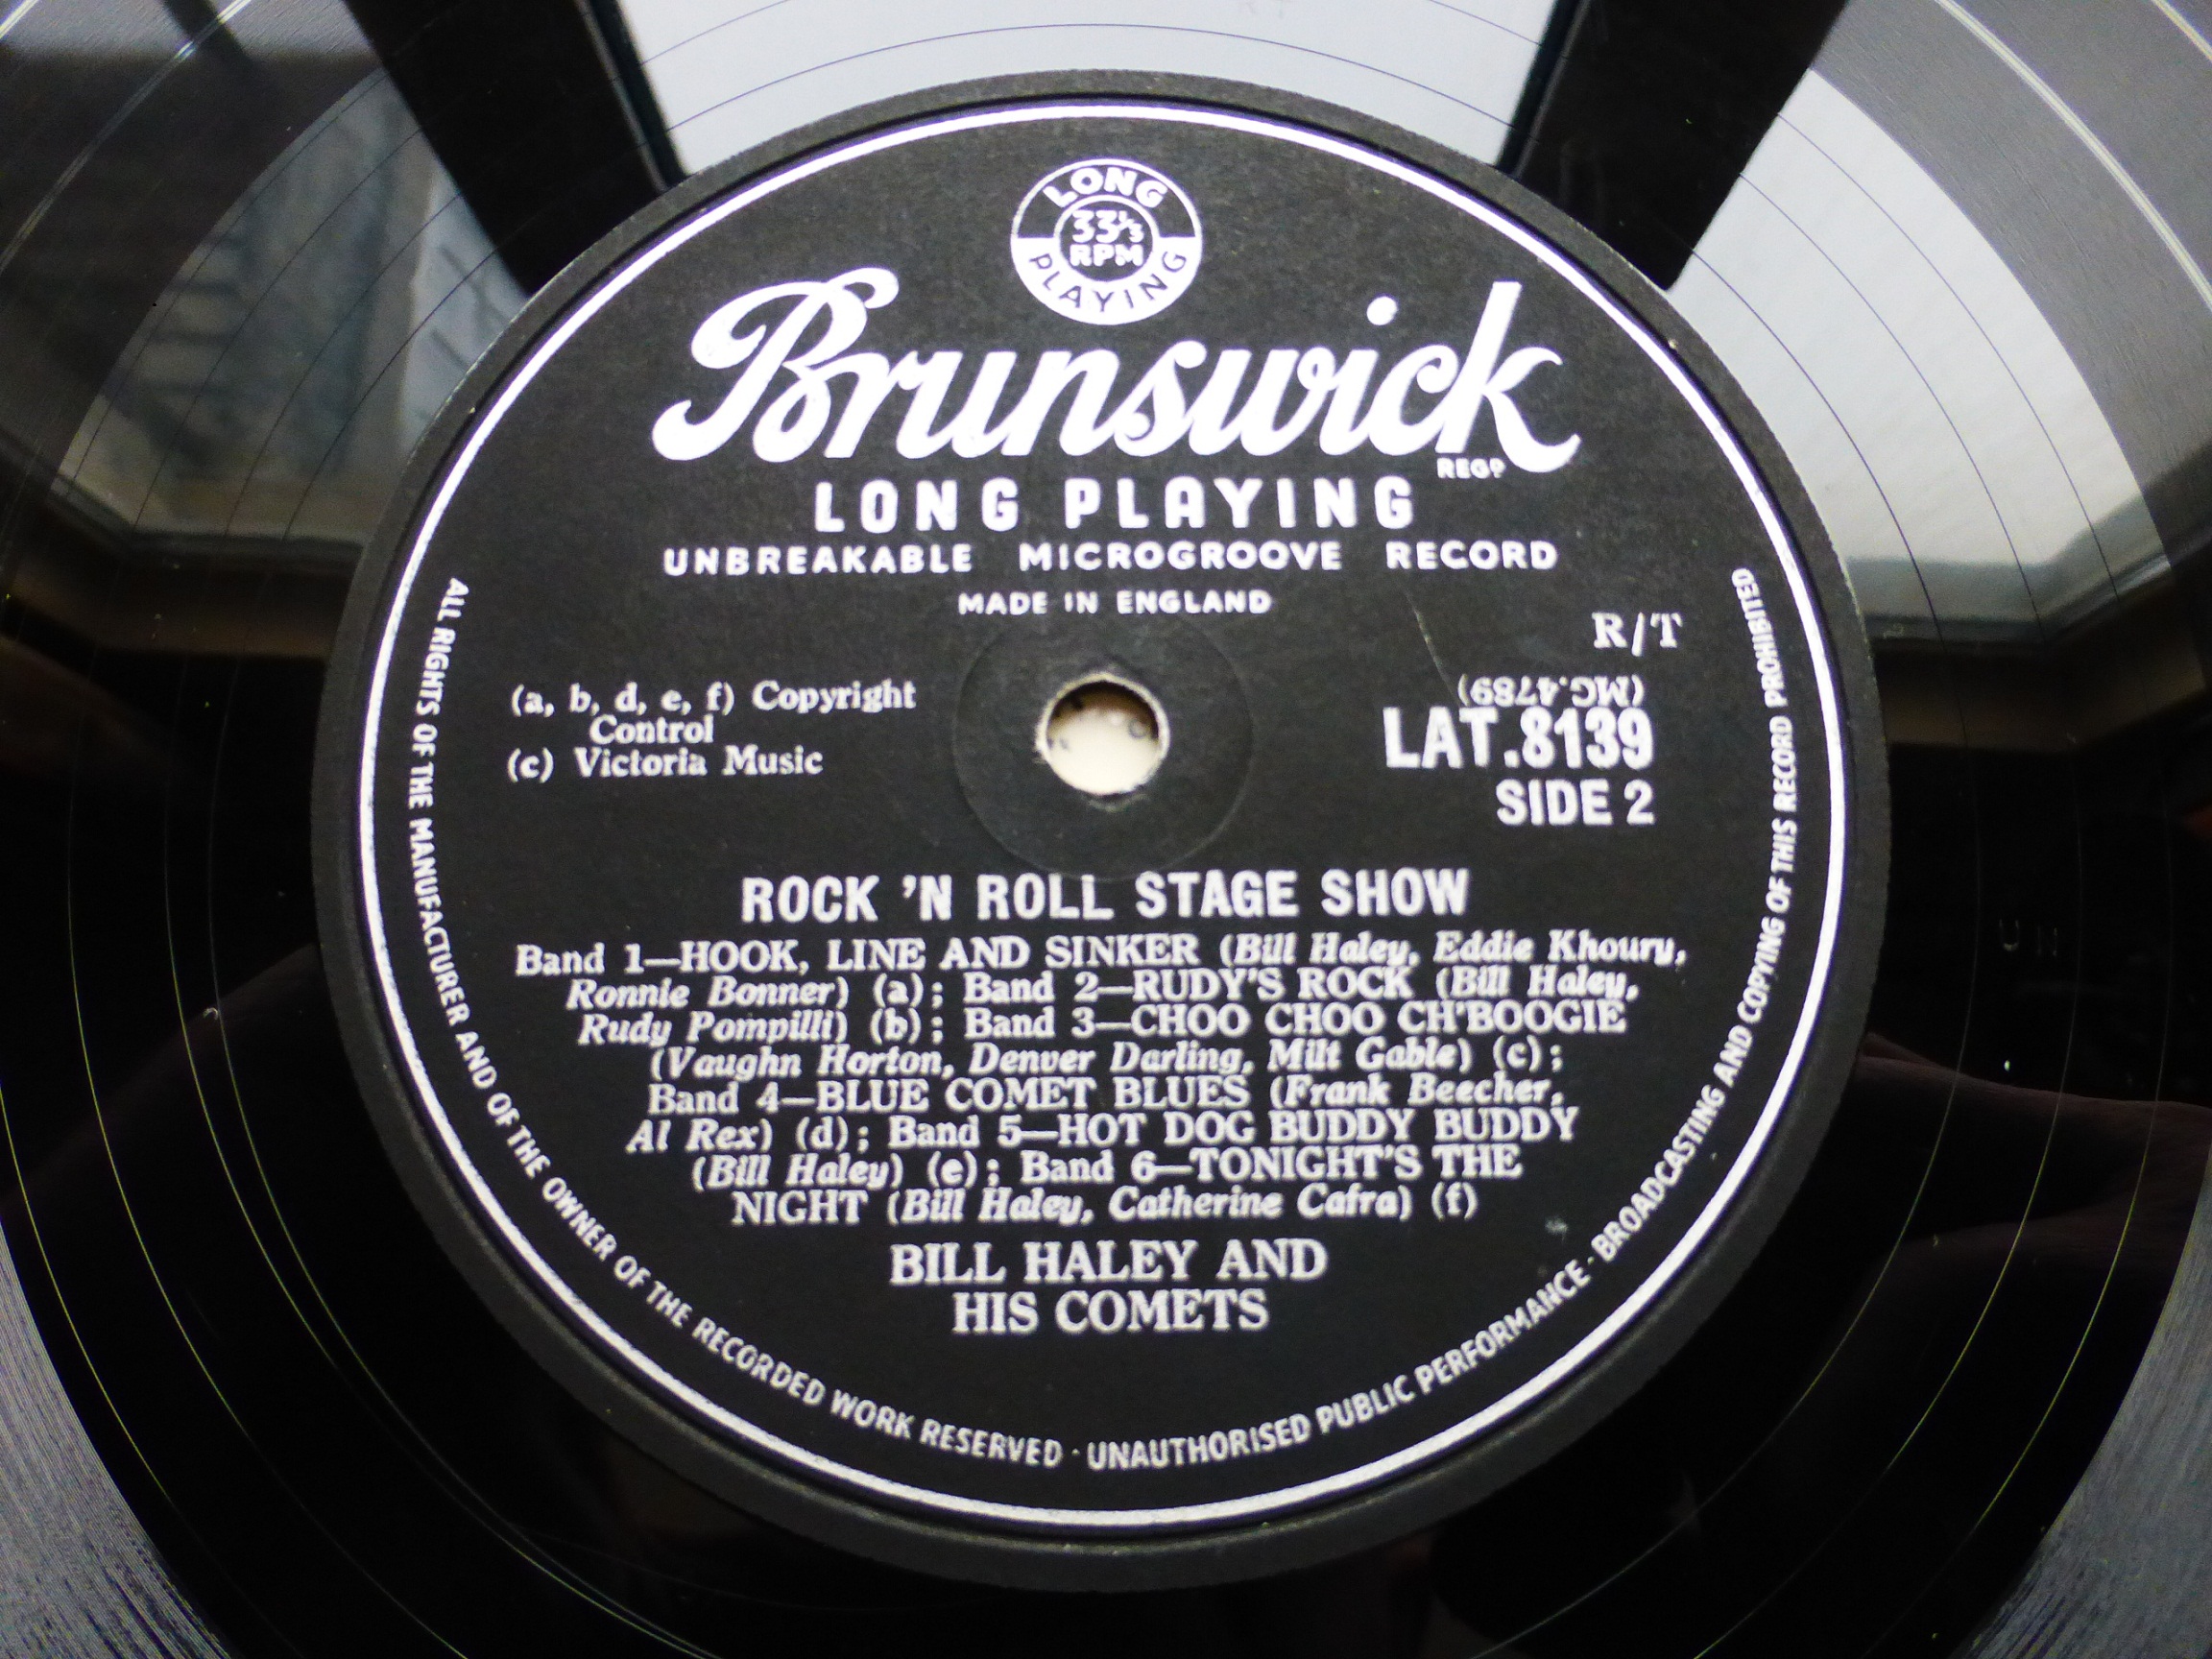 LONG
33⅓
RPM
PLAYING
Brunswick
REGD
LONG PLAYING
UNBREAKABLE MICROGROOVE RECORD
MADE IN ENGLAND
R/T
(a, b, d, e, f) Copyright
Control
(c) Victoria Music
(MG.4789)
LAT.8139
SIDE 2
ROCK 'N ROLL STAGE SHOW
Band 1—HOOK, LINE AND SINKER (Bill Haley, Eddie Khoury,
Ronnie Bonner) (a); Band 2—RUDY'S ROCK (Bill Haley,
Rudy Pompilli) (b); Band 3—CHOO CHOO CH'BOOGIE
(Vaughn Horton, Denver Darling, Milt Gable) (c);
Band 4—BLUE COMET BLUES (Frank Beecher,
Al Rex) (d); Band 5—HOT DOG BUDDY BUDDY
(Bill Haley) (e); Band 6—TONIGHT'S THE
NIGHT (Bill Haley, Catherine Cafra) (f)
BILL HALEY AND
HIS COMETS
ALL RIGHTS OF THE MANUFACTURER AND OF THE OWNER OF THE RECORDED WORK RESERVED · UNAUTHORISED PUBLIC PERFORMANCE · BROADCASTING AND COPYING OF THIS RECORD PROHIBITED